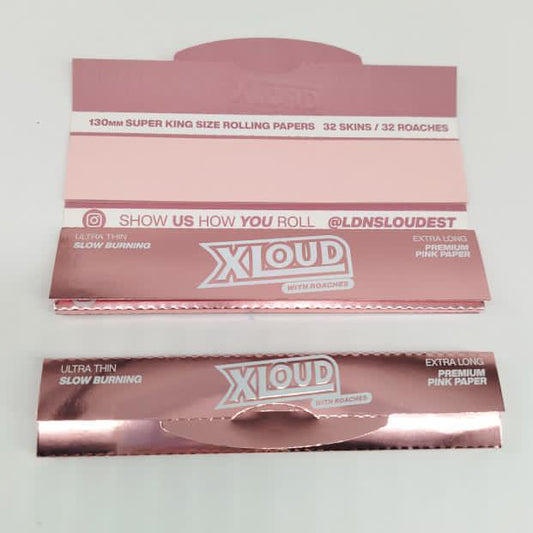 130MM SUPER KING SIZE ROLLING PAPERS 32 SKINS / 32 ROACHES
SHOW US HOW YOU ROLL @LDNSLOUDEST
ULTRA THIN
SLOW BURNING
XLOUD
WITH ROACHES
EXTRA LONG
PREMIUM
PINK PAPER
ULTRA THIN
SLOW BURNING
XLOUD
WITH ROACHES
EXTRA LONG
PREMIUM
PINK PAPER